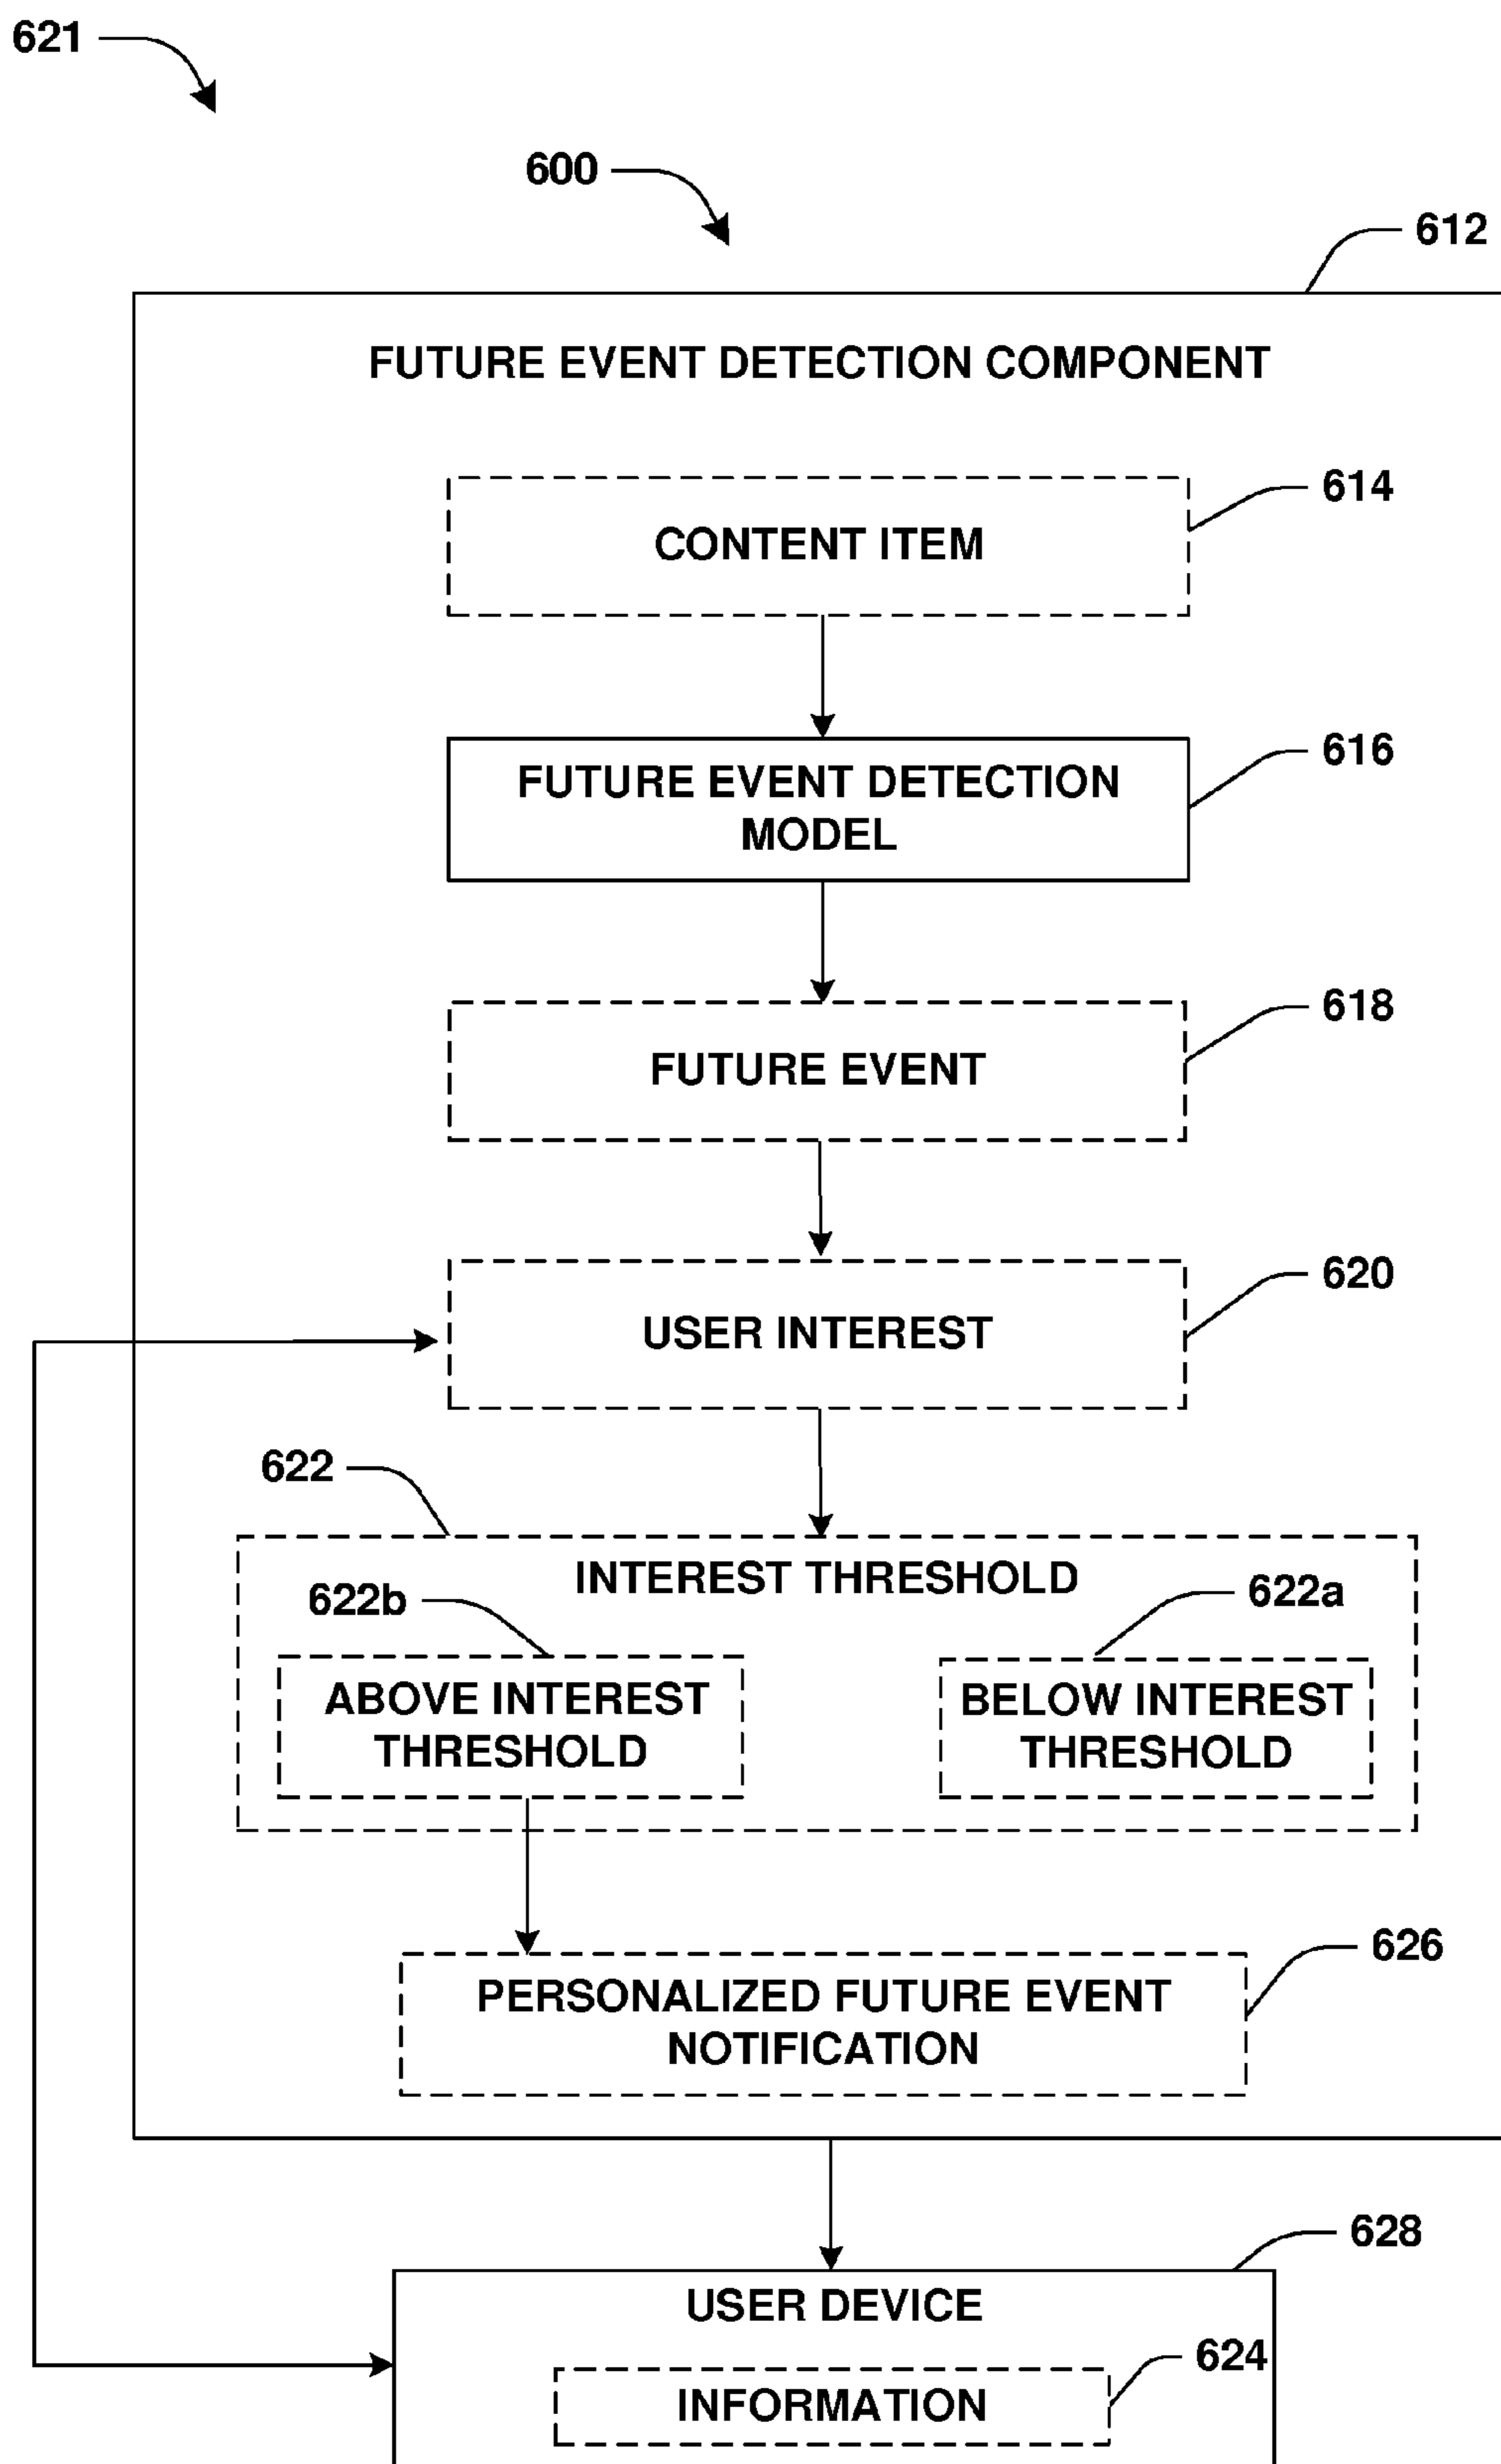 621
600
612
FUTURE EVENT DETECTION COMPONENT
614
CONTENT ITEM
616
FUTURE EVENT DETECTION
MODEL
618
FUTURE EVENT
620
USER INTEREST
622
INTEREST THRESHOLD
622b
622a
ABOVE INTEREST
THRESHOLD
BELOW INTEREST
THRESHOLD
626
PERSONALIZED FUTURE EVENT
NOTIFICATION
628
USER DEVICE
624
INFORMATION